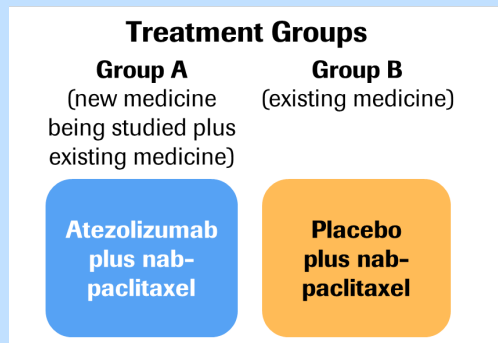 Treatment Groups
Group A
(new medicine
being studied plus
existing medicine)
Group B
(existing medicine)
Atezolizumab
plus nab-
paclitaxel
Placebo
plus nab-
paclitaxel